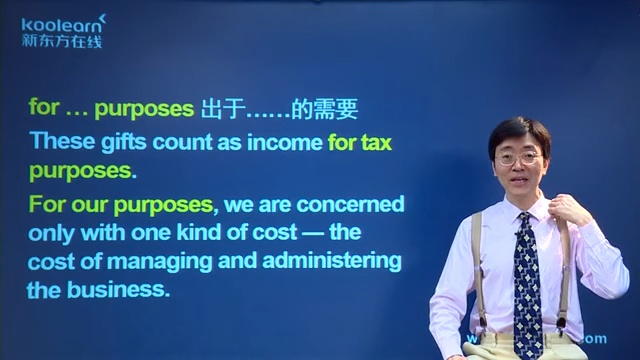 koolearn
新东方在线
for … purposes 出于……的需要
These gifts count as income for tax
purposes.
For our purposes, we are concerned
only with one kind of cost — the
cost of managing and administering
the business.